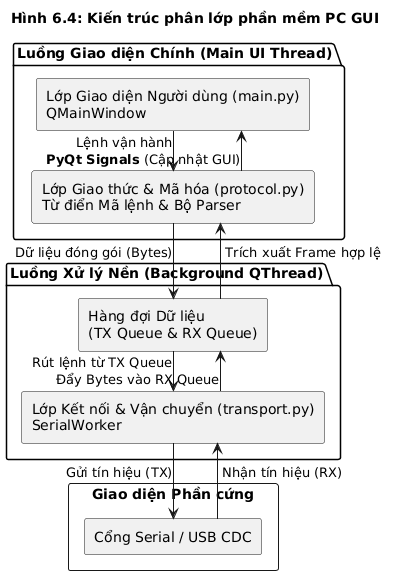 Hình 6.4: Kiến trúc phân lớp phần mềm PC GUI
Luồng Giao diện Chính (Main UI Thread)
Lớp Giao diện Người dùng (main.py)
QMainWindow
Lệnh vận hành
PyQt Signals (Cập nhật GUI)
Lớp Giao thức & Mã hóa (protocol.py)
Từ điển Mã lệnh & Bộ Parser
Dữ liệu đóng gói (Bytes)
Trích xuất Frame hợp lệ
Luồng Xử lý Nền (Background QThread)
Hàng đợi Dữ liệu
(TX Queue & RX Queue)
Rút lệnh từ TX Queue
Đẩy Bytes vào RX Queue
Lớp Kết nối & Vận chuyển (transport.py)
SerialWorker
Gửi tín hiệu (TX)
Nhận tín hiệu (RX)
Giao diện Phần cứng
Cổng Serial / USB CDC